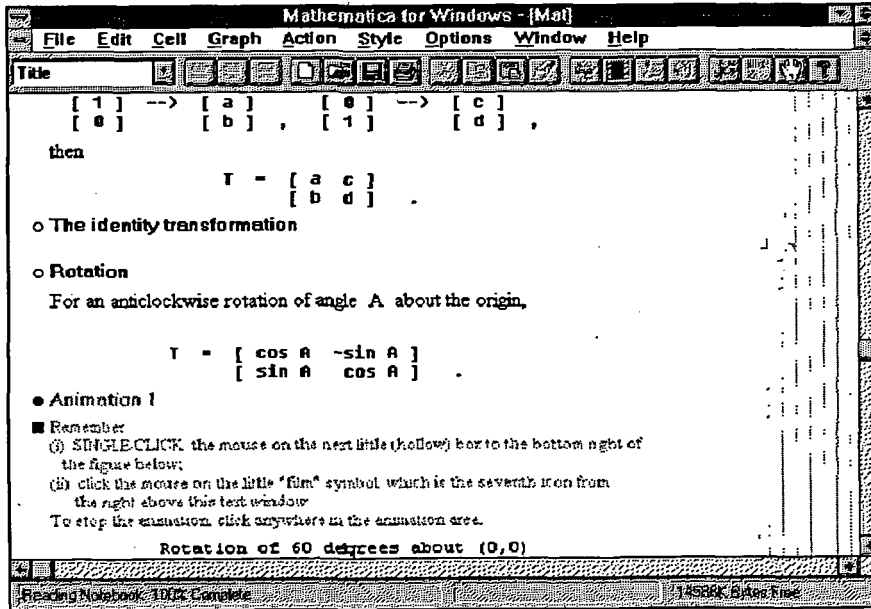 Mathematica for Windows - [Mat]
File Edit Cell Graph Action Style Options Window Help
Title
[ 1 ] --> [ a ] [ 0 ] --> [ c ]
[ 0 ] [ b ] , [ 1 ] [ d ] ,
then
T = [ a c ]
[ b d ] .
o The identity transformation
o Rotation
For an anticlockwise rotation of angle A about the origin,
T = [ cos A -sin A ]
[ sin A cos A ] .
● Animation 1
■ Remember
(i) SINGLE-CLICK the mouse on the next little (hollow) box to the bottom right of
the figure below;
(ii) click the mouse on the little "film" symbol which is the seventh icon from
the right above this text window
To stop the animation, click anywhere in the animation area.
Rotation of 60 degrees about (0,0)
Reading Notebook, 100% Complete 14586K Bytes Free